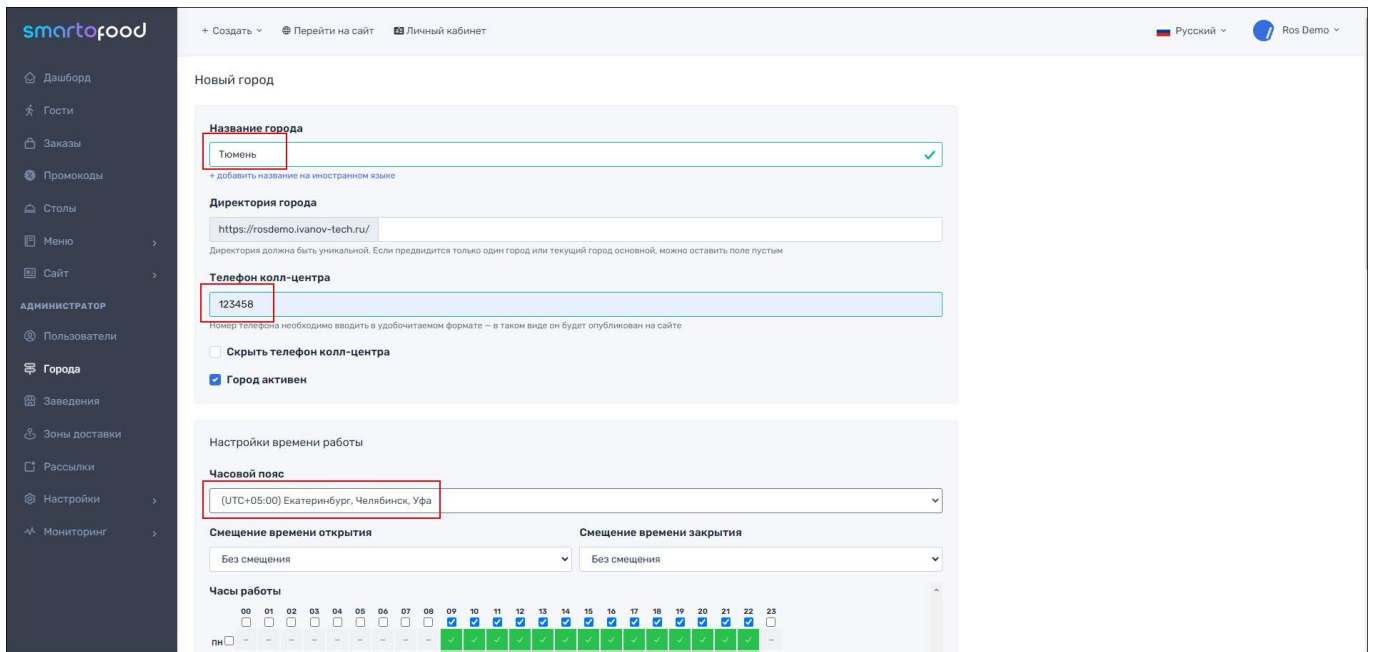 smartofood
+ Создать
Перейти на сайт
Личный кабинет
Русский
Ros Demo
Дашборд
Гости
Заказы
Промокоды
Столы
Меню
Сайт
АДМИНИСТРАТОР
Пользователи
Города
Заведения
Зоны доставки
Рассылки
Настройки
Мониторинг
Новый город
Название города
Тюмень
+ добавить название на иностранном языке
Директория города
https://rosdemo.ivanov-tech.ru/
Директория должна быть уникальной. Если предвидится только один город или текущий город основной, можно оставить поле пустым
Телефон колл-центра
123458
Номер телефона необходимо вводить в удобочитаемом формате — в таком виде он будет опубликован на сайте
Скрыть телефон колл-центра
Город активен
Настройки времени работы
Часовой пояс
(UTC+05:00) Екатеринбург, Челябинск, Уфа
Смещение времени открытия
Смещение времени закрытия
Без смещения
Без смещения
Часы работы
00 01 02 03 04 05 06 07 08 09 10 11 12 13 14 15 16 17 18 19 20 21 22 23
пн